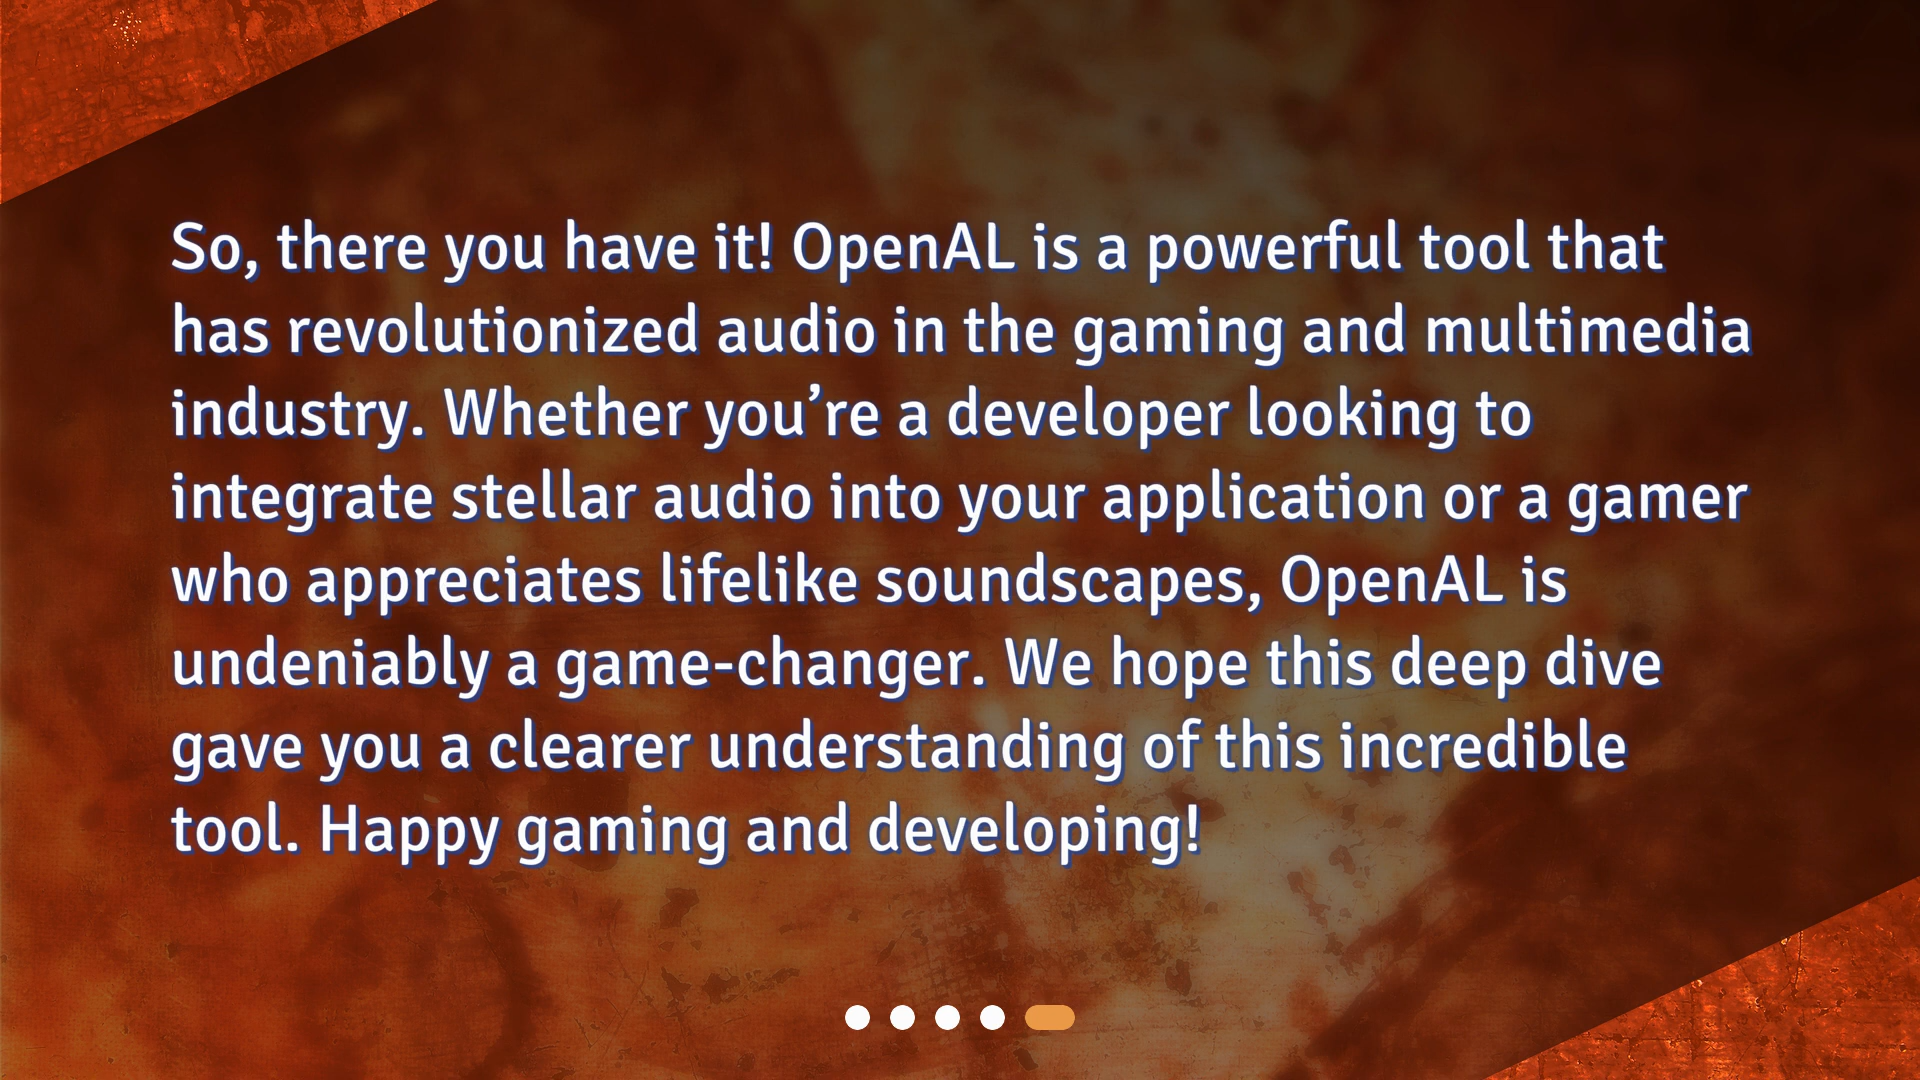 So, there you have it! OpenAL is a powerful tool that
has revolutionized audio in the gaming and multimedia
industry. Whether you’re a developer looking to
integrate stellar audio into your application or a gamer
who appreciates lifelike soundscapes, OpenAL is
undeniably a game-changer. We hope this deep dive
gave you a clearer understanding of this incredible
tool. Happy gaming and developing!